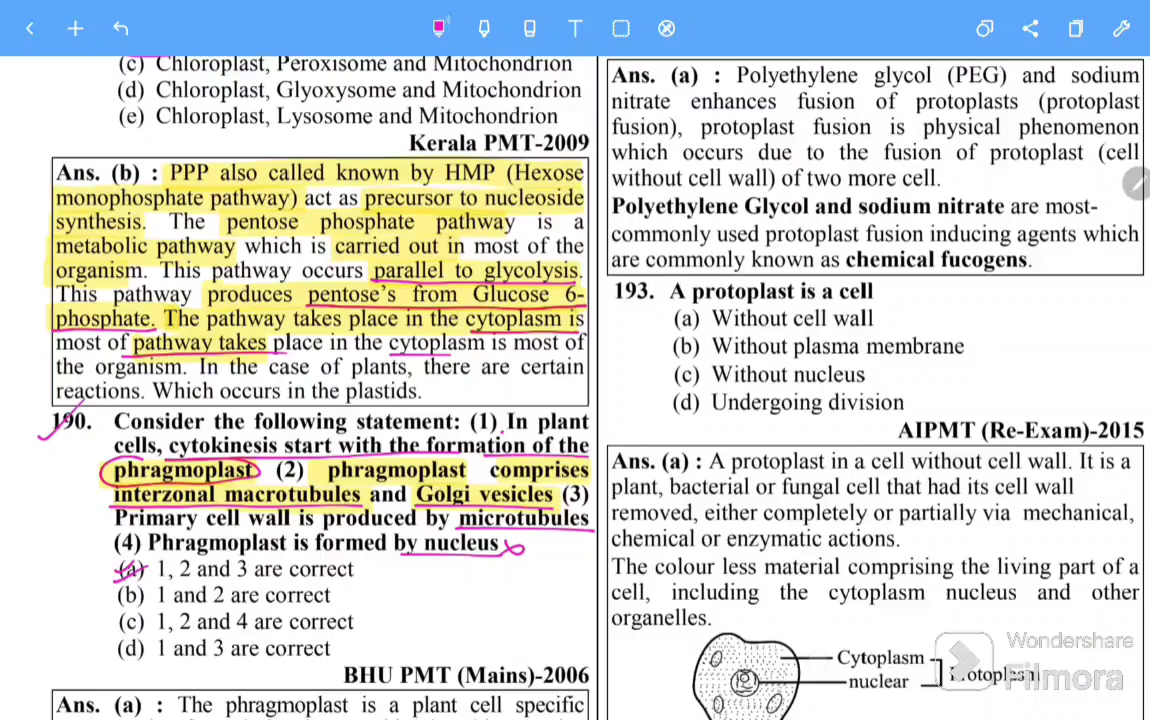 (c) Chloroplast, Peroxisome and Mitochondrion
(d) Chloroplast, Glyoxysome and Mitochondrion
(e) Chloroplast, Lysosome and Mitochondrion
Kerala PMT-2009
Ans. (b) : PPP also called known by HMP (Hexose
monophosphate pathway) act as precursor to nucleoside
synthesis. The pentose phosphate pathway is a
metabolic pathway which is carried out in most of the
organism. This pathway occurs parallel to glycolysis.
This pathway produces pentose's from Glucose 6-
phosphate. The pathway takes place in the cytoplasm is
most of pathway takes place in the cytoplasm is most of
the organism. In the case of plants, there are certain
reactions. Which occurs in the plastids.
190. Consider the following statement: (1) In plant
cells, cytokinesis start with the formation of the
phragmoplast (2) phragmoplast comprises
interzonal macrotubules and Golgi vesicles (3)
Primary cell wall is produced by microtubules
(4) Phragmoplast is formed by nucleus
(a) 1, 2 and 3 are correct
(b) 1 and 2 are correct
(c) 1, 2 and 4 are correct
(d) 1 and 3 are correct
BHU PMT (Mains)-2006
Ans. (a) : The phragmoplast is a plant cell specific
Ans. (a) : Polyethylene glycol (PEG) and sodium
nitrate enhances fusion of protoplasts (protoplast
fusion), protoplast fusion is physical phenomenon
which occurs due to the fusion of protoplast (cell
without cell wall) of two more cell.
Polyethylene Glycol and sodium nitrate are most-
commonly used protoplast fusion inducing agents which
are commonly known as chemical fucogens.
193. A protoplast is a cell
(a) Without cell wall
(b) Without plasma membrane
(c) Without nucleus
(d) Undergoing division
AIPMT (Re-Exam)-2015
Ans. (a) : A protoplast in a cell without cell wall. It is a
plant, bacterial or fungal cell that had its cell wall
removed, either completely or partially via mechanical,
chemical or enzymatic actions.
The colour less material comprising the living part of a
cell, including the cytoplasm nucleus and other
organelles.
Cytoplasm
nuclear
Wondershare
Filmora